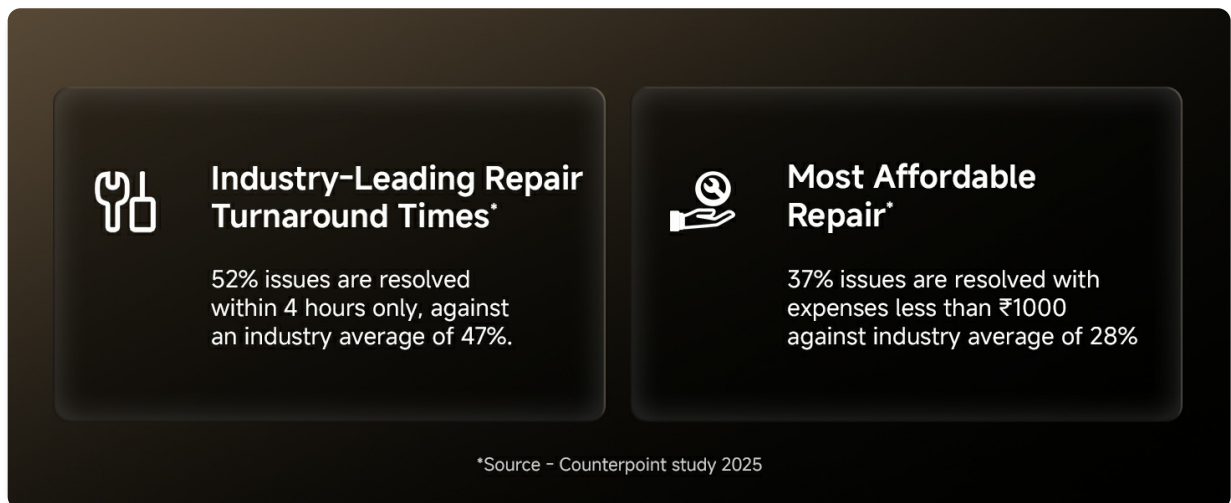 Industry-Leading Repair
Turnaround Times*
52% issues are resolved
within 4 hours only, against
an industry average of 47%.
Most Affordable
Repair*
37% issues are resolved with
expenses less than ₹1000
against industry average of 28%
*Source - Counterpoint study 2025